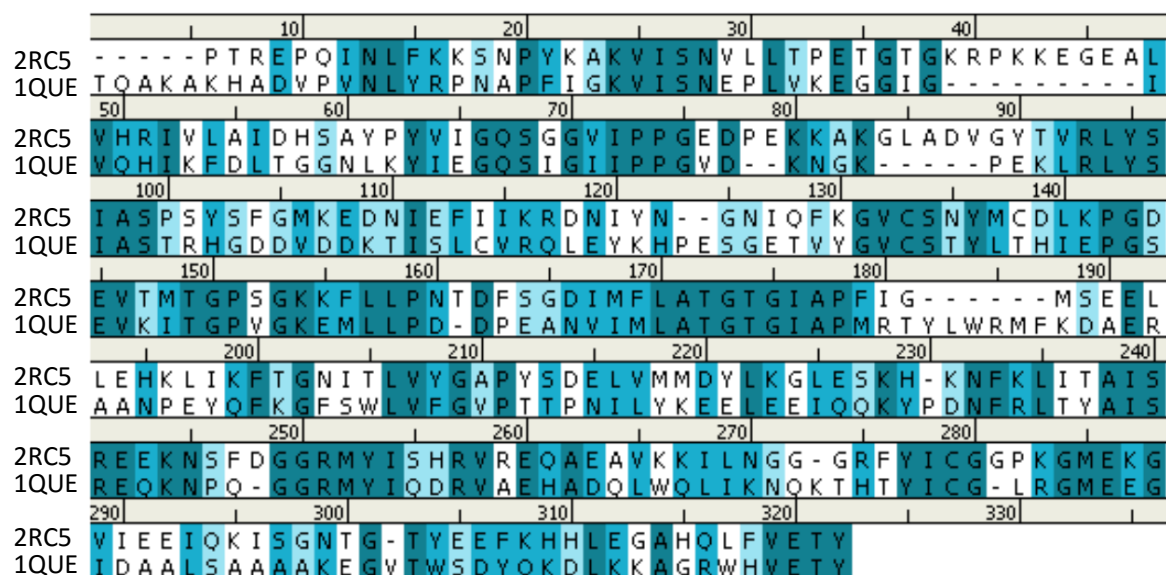 10 20 30 40
2RC5 - - - - - P T R E P Q I N L F K K S N P Y K A K V I S N V L L T P E T G T G K R P K K E G E A L
1QUE T Q A K A K H A D V P V N L Y R P N A P F I G K V I S N E P L V K E G G I G - - - - - - - - - I
50 60 70 80 90
2RC5 V H R I V L A I D H S A Y P Y V I G Q S G G V I P P G E D P E K K A K G L A D V G Y T V R L Y S
1QUE V Q H I K F D L T G G N L K Y I E G Q S I G I I P P G V D - - K N G K - - - - - P E K L R L Y S
100 110 120 130 140
2RC5 I A S P S Y S F G M K E D N I E F I I K R D N I Y N - - G N I Q F K G V C S N Y M C D L K P G D
1QUE I A S T R H G D D V D D K T I S L C V R Q L E Y K H P E S G E T V Y G V C S T Y L T H I E P G S
150 160 170 180 190
2RC5 E V T M T G P S G K K F L L P N T D F S G D I M F L A T G T G I A P F I G - - - - - - M S E E L
1QUE E V K I T G P V G K E M L L P D - D P E A N V I M L A T G T G I A P M R T Y L W R M F K D A E R
200 210 220 230 240
2RC5 L E H K L I K F T G N I T L V Y G A P Y S D E L V M M D Y L K G L E S K H - K N F K L I T A I S
1QUE A A N P E Y Q F K G F S W L V F G V P T T P N I L Y K E E L E E I Q Q K Y P D N F R L T Y A I S
250 260 270 280
2RC5 R E E K N S F D G G R M Y I S H R V R E Q A E A V K K I L N G G - G R F Y I C G G P K G M E K G
1QUE R E Q K N P Q - G G R M Y I Q D R V A E H A D Q L W Q L I K N Q K T H T Y I C G - L R G M E E G
290 300 310 320 330
2RC5 V I E E I Q K I S G N T G - T Y E E F K H H L E G A H Q L F V E T Y
1QUE I D A A L S A A A A K E G V T W S D Y Q K D L K K A G R W H V E T Y